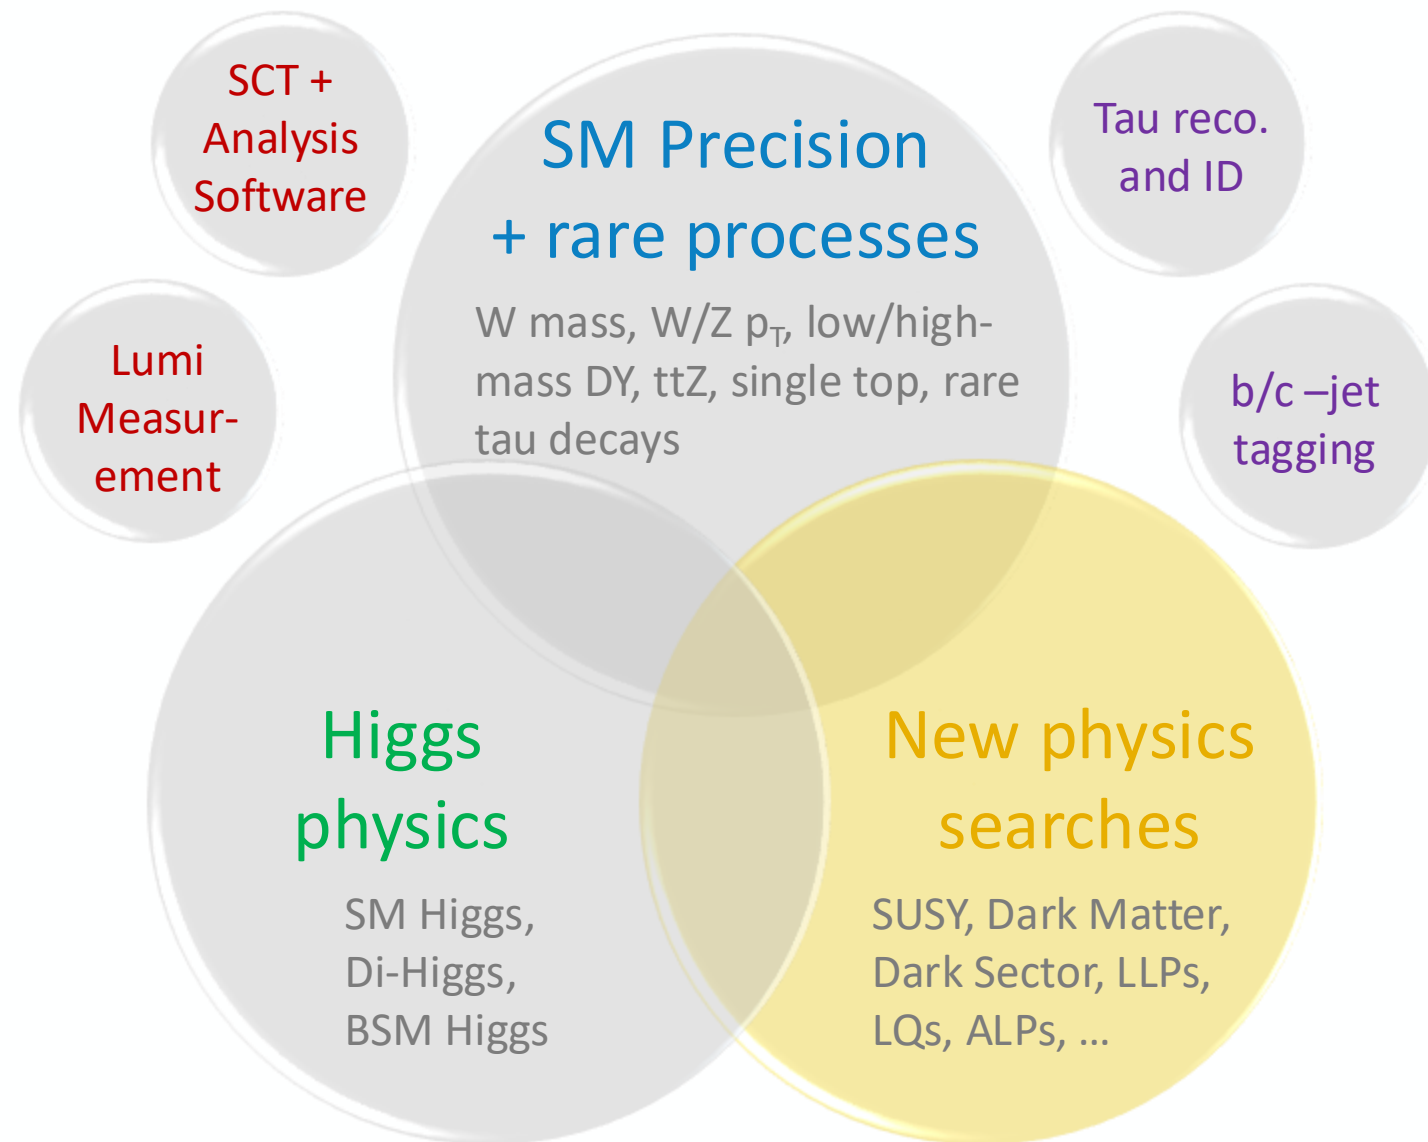 SCT +
Analysis
Software
SM Precision
+ rare processes
W mass, W/Z pT, low/high-
mass DY, ttZ, single top, rare
tau decays
Tau reco.
and ID
Lumi
Measur-
ement
b/c –jet
tagging
Higgs
physics
SM Higgs,
Di-Higgs,
BSM Higgs
New physics
searches
SUSY, Dark Matter,
Dark Sector, LLPs,
LQs, ALPs, ...